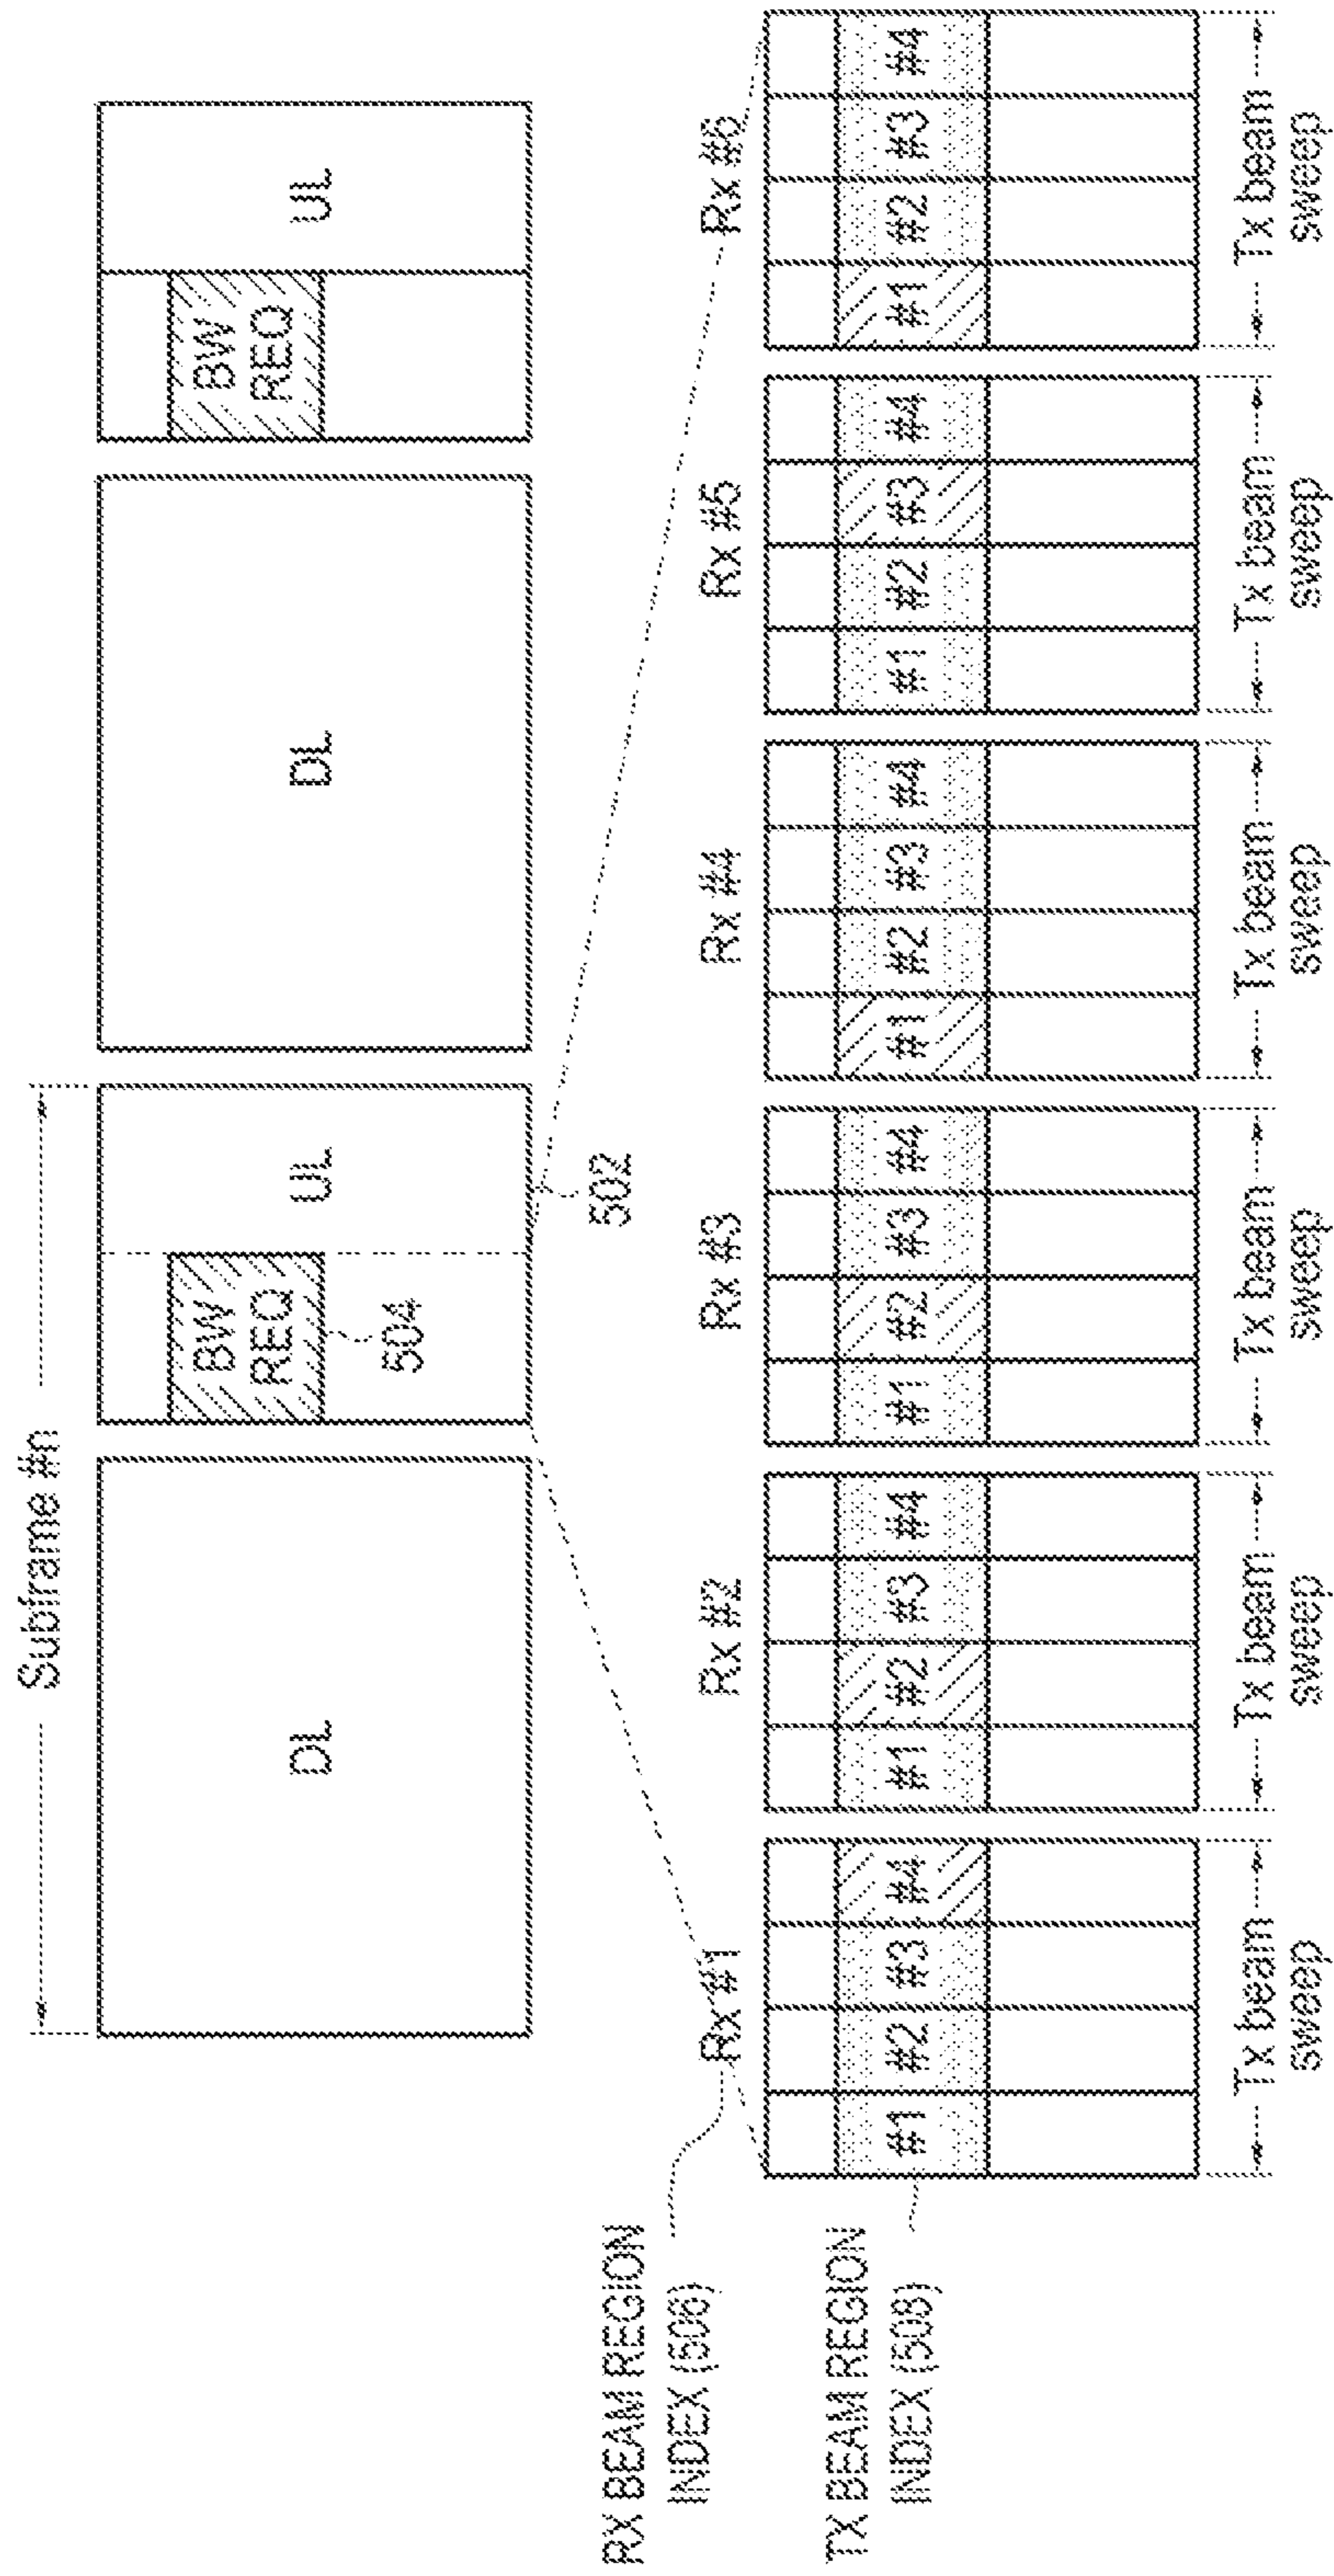 Subframe #n
DL
BW
REQ
UL
DL
BW
REQ
UL
504
502
RX BEAM REGION
INDEX (506)
Rx #1
Rx #2
Rx #3
Rx #4
Rx #5
Rx #6
TX BEAM REGION
INDEX (508)
#1 #2 #3 #4
#1 #2 #3 #4
#1 #2 #3 #4
#1 #2 #3 #4
#1 #2 #3 #4
#1 #2 #3 #4
Tx beam
sweep
Tx beam
sweep
Tx beam
sweep
Tx beam
sweep
Tx beam
sweep
Tx beam
sweep